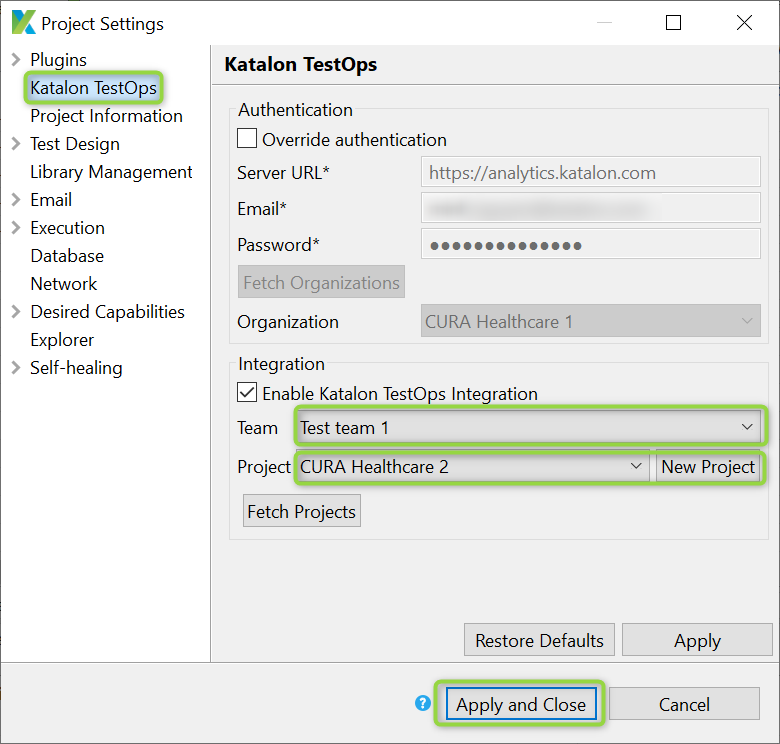 Project Settings
Plugins
Katalon TestOps
Project Information
Test Design
Library Management
Email
Execution
Database
Network
Desired Capabilities
Explorer
Self-healing
Katalon TestOps
Authentication
Override authentication
Server URL* https://analytics.katalon.com
Email*
Password* ●●●●●●●●●●●●●●
Fetch Organizations
Organization CURA Healthcare 1
Integration
Enable Katalon TestOps Integration
Team Test team 1
Project CURA Healthcare 2 New Project
Fetch Projects
Restore Defaults Apply
? Apply and Close Cancel